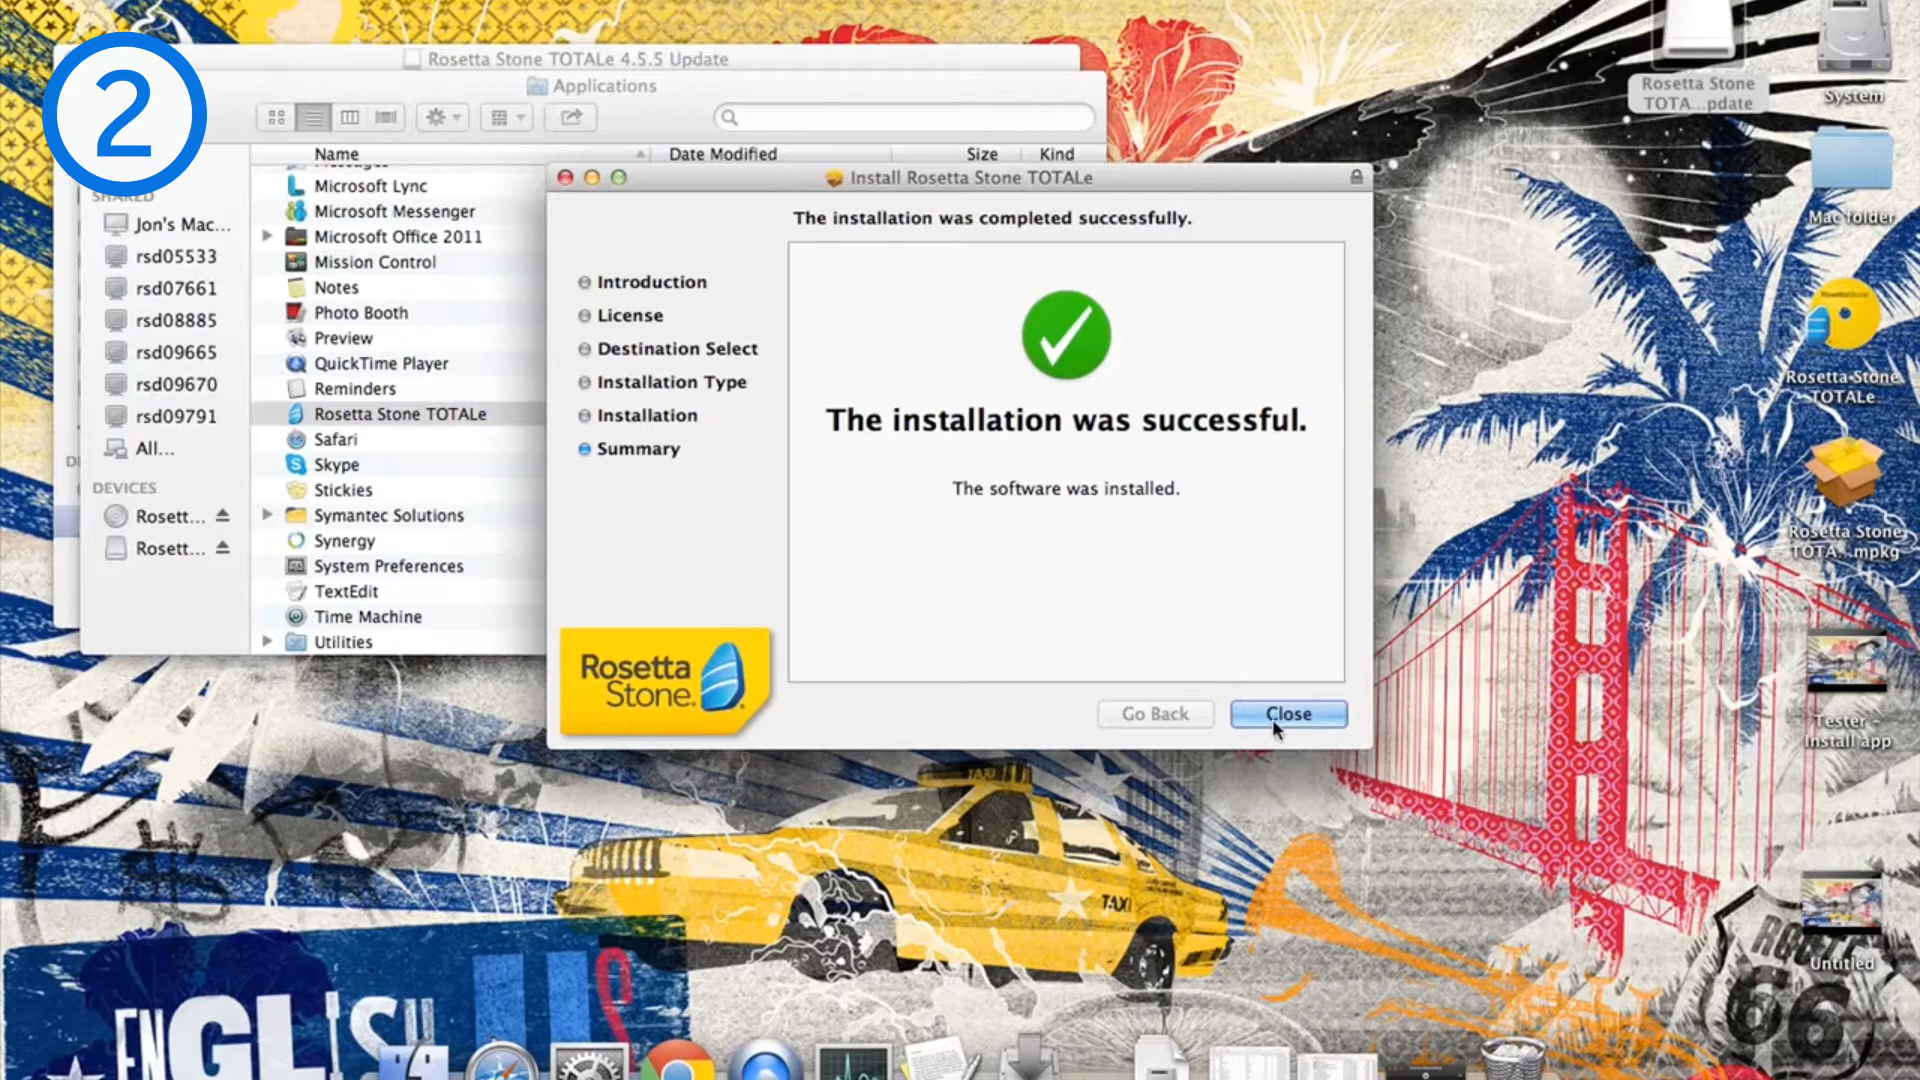 2
Rosetta Stone TOTALe 4.5.5 Update
Applications
Name
Date Modified
Size
Kind
SHARED
Jon's Mac...
rsd05533
rsd07661
rsd08885
rsd09665
rsd09670
rsd09791
All...
DEVICES
Rosett...
Rosett...
Microsoft Lync
Microsoft Messenger
Microsoft Office 2011
Mission Control
Notes
Photo Booth
Preview
QuickTime Player
Reminders
Rosetta Stone TOTALe
Safari
Skype
Stickies
Symantec Solutions
Synergy
System Preferences
TextEdit
Time Machine
Utilities
Install Rosetta Stone TOTALe
The installation was completed successfully.
Introduction
License
Destination Select
Installation Type
Installation
Summary
The installation was successful.
The software was installed.
Rosetta
Stone
Go Back
Close
Rosetta Stone
TOTA...pdate
System
Mac folder
Rosetta Stone
TOTALe
Rosetta Stone
TOTA...mpkg
Tester -
Install app
Untitled
TAXI
TAXI
ENGLISH US
ROUTE
66